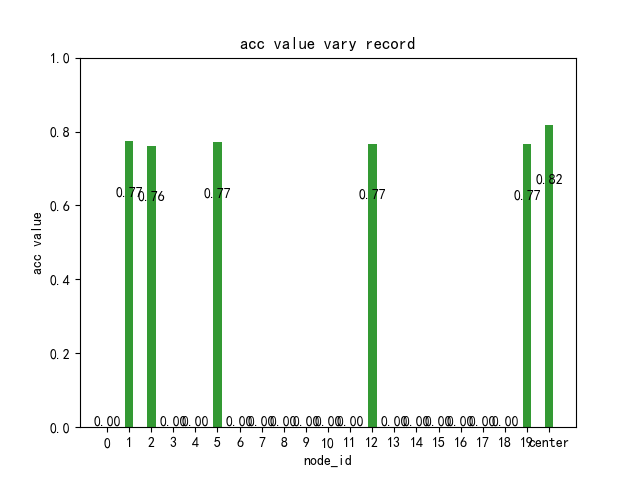 acc value vary record
acc value
1.0
0.8
0.6
0.4
0.2
0.0
0.82
0.77 0.76 0.77 0.77 0.77
0.00 0.00 0.00 0.00 0.00 0.00 0.00 0.00 0.00 0.00 0.00 0.00 0.00 0.00 0.00
0 1 2 3 4 5 6 7 8 9 10 11 12 13 14 15 16 17 18 19 center
node_id